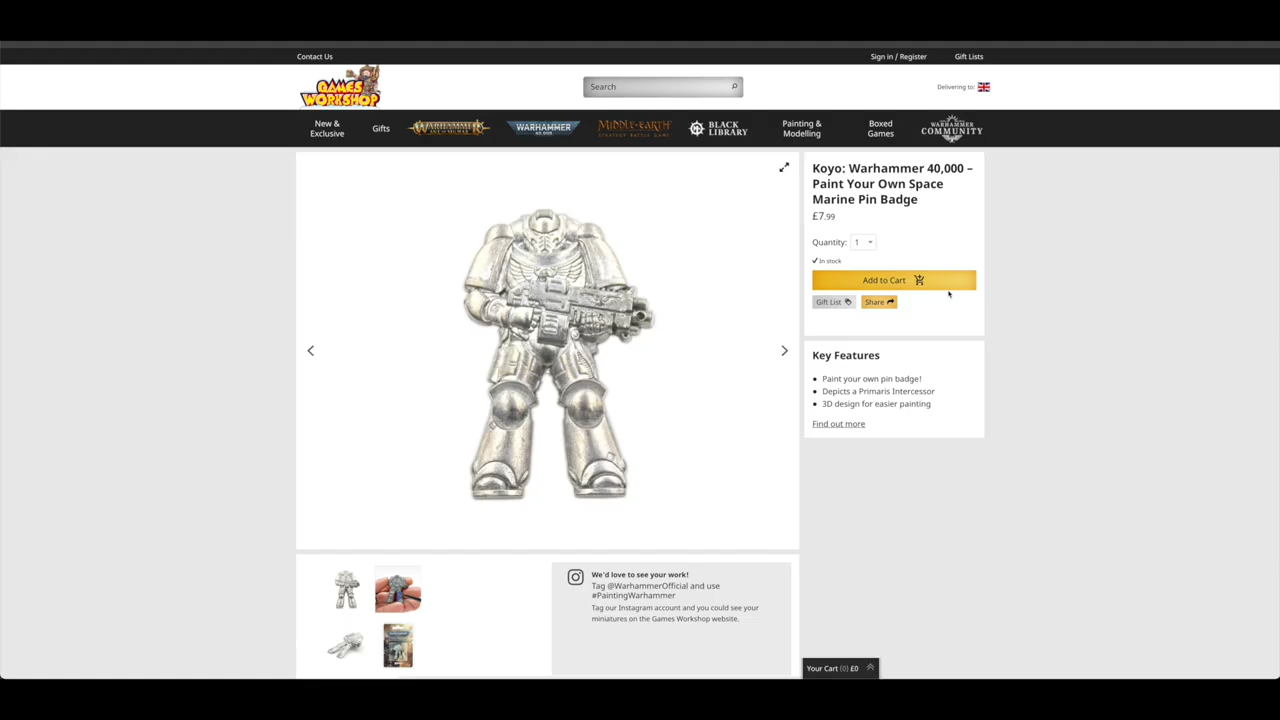 Contact Us
Sign in / Register
Gift Lists
GAMES WORKSHOP
Search
Delivering to:
New & Exclusive
Gifts
WARHAMMER
WARHAMMER 40,000
MIDDLE-EARTH STRATEGY BATTLE GAME
BLACK LIBRARY
Painting & Modelling
Boxed Games
WARHAMMER COMMUNITY
Koyo: Warhammer 40,000 –
Paint Your Own Space
Marine Pin Badge
£7.99
Quantity: 1
✓ In stock
Add to Cart
Gift List
Share
Key Features
Paint your own pin badge!
Depicts a Primaris Intercessor
3D design for easier painting
Find out more
We'd love to see your work!
Tag @WarhammerOfficial and use
#PaintingWarhammer
Tag our Instagram account and you could see your
miniatures on the Games Workshop website.
Your Cart (0) £0